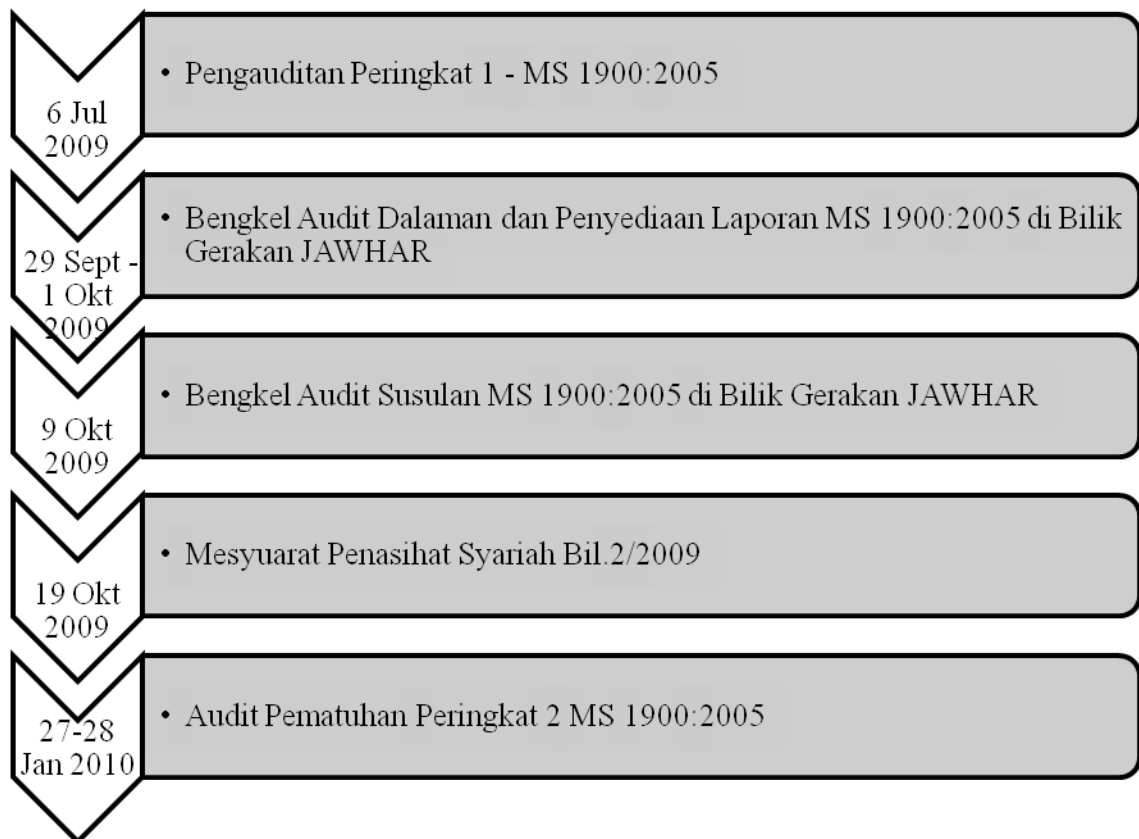 6 Jul
2009
• Pengauditan Peringkat 1 - MS 1900:2005
29 Sept -
1 Okt
2009
• Bengkel Audit Dalaman dan Penyediaan Laporan MS 1900:2005 di Bilik
Gerakan JAWHAR
9 Okt
2009
• Bengkel Audit Susulan MS 1900:2005 di Bilik Gerakan JAWHAR
19 Okt
2009
• Mesyuarat Penasihat Syariah Bil.2/2009
27-28
Jan 2010
• Audit Pematuhan Peringkat 2 MS 1900:2005